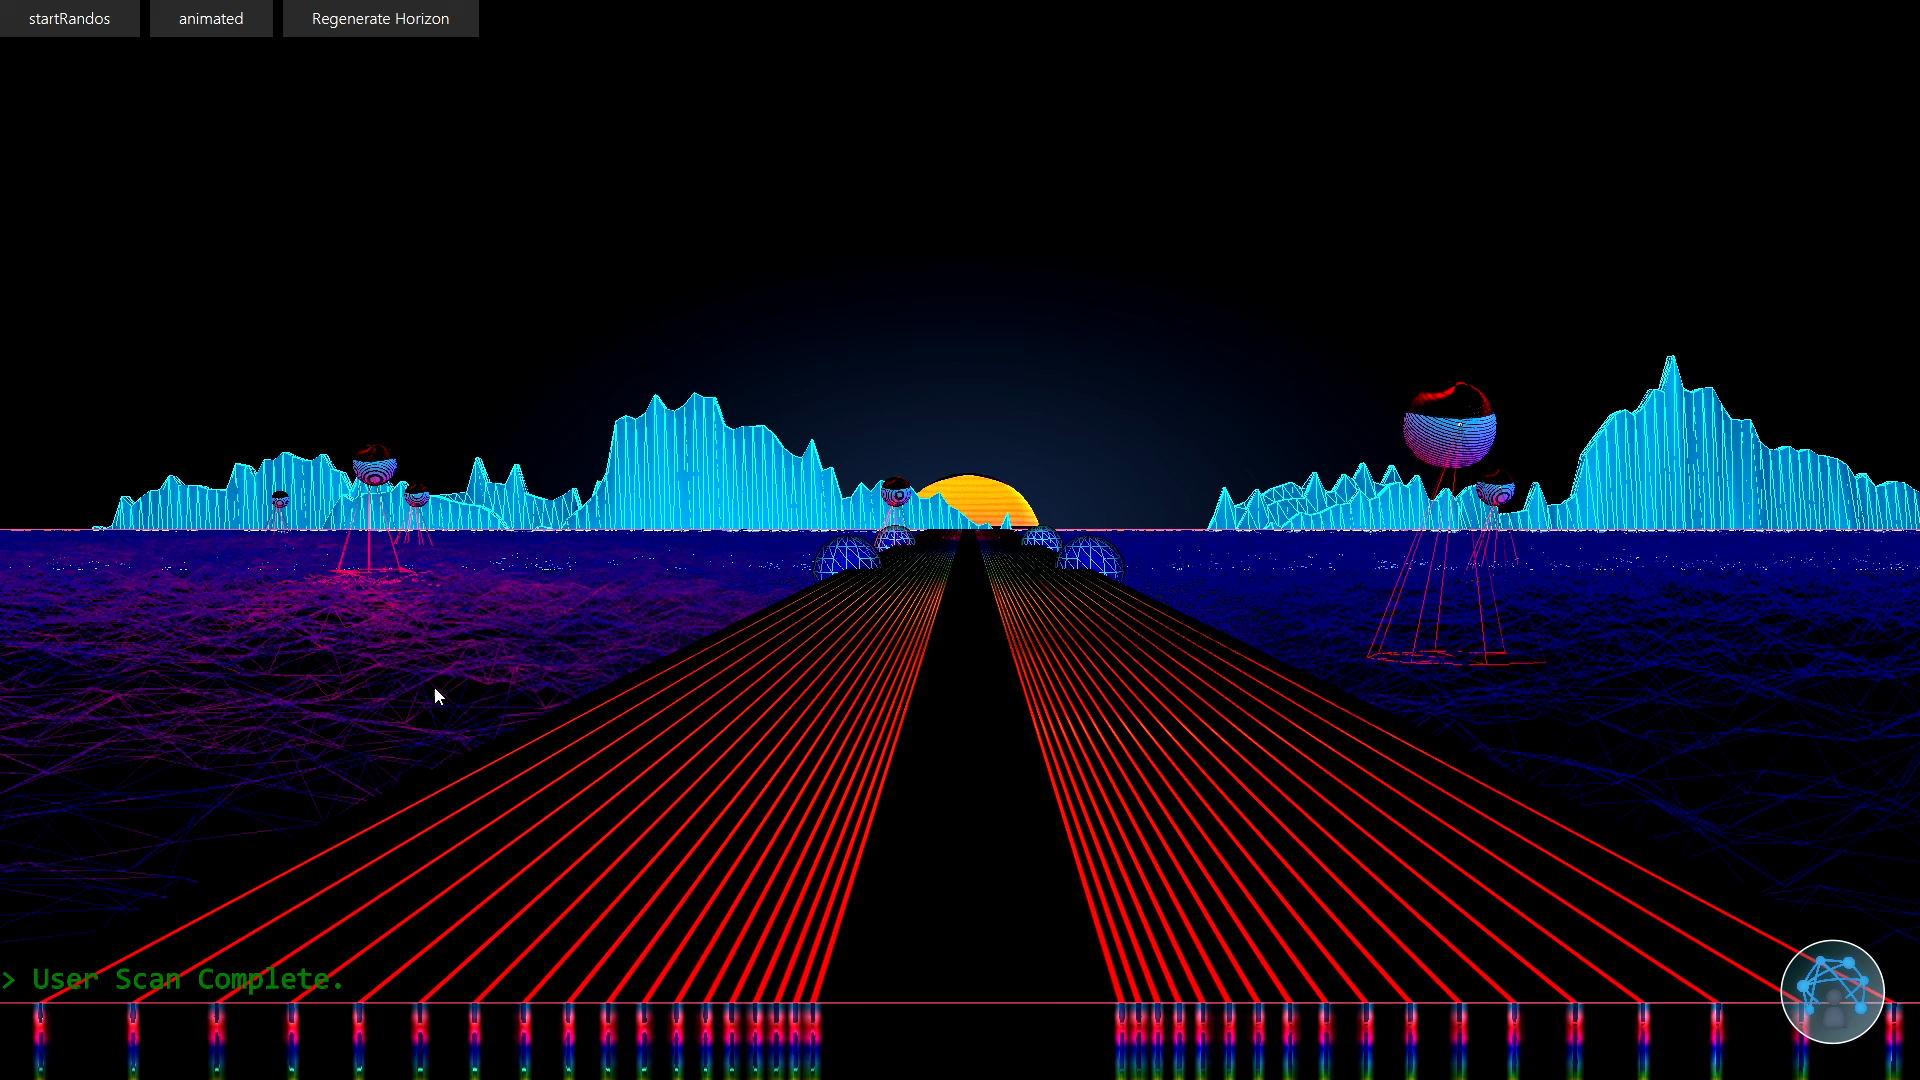 startRandos
animated
Regenerate Horizon
> User Scan Complete.